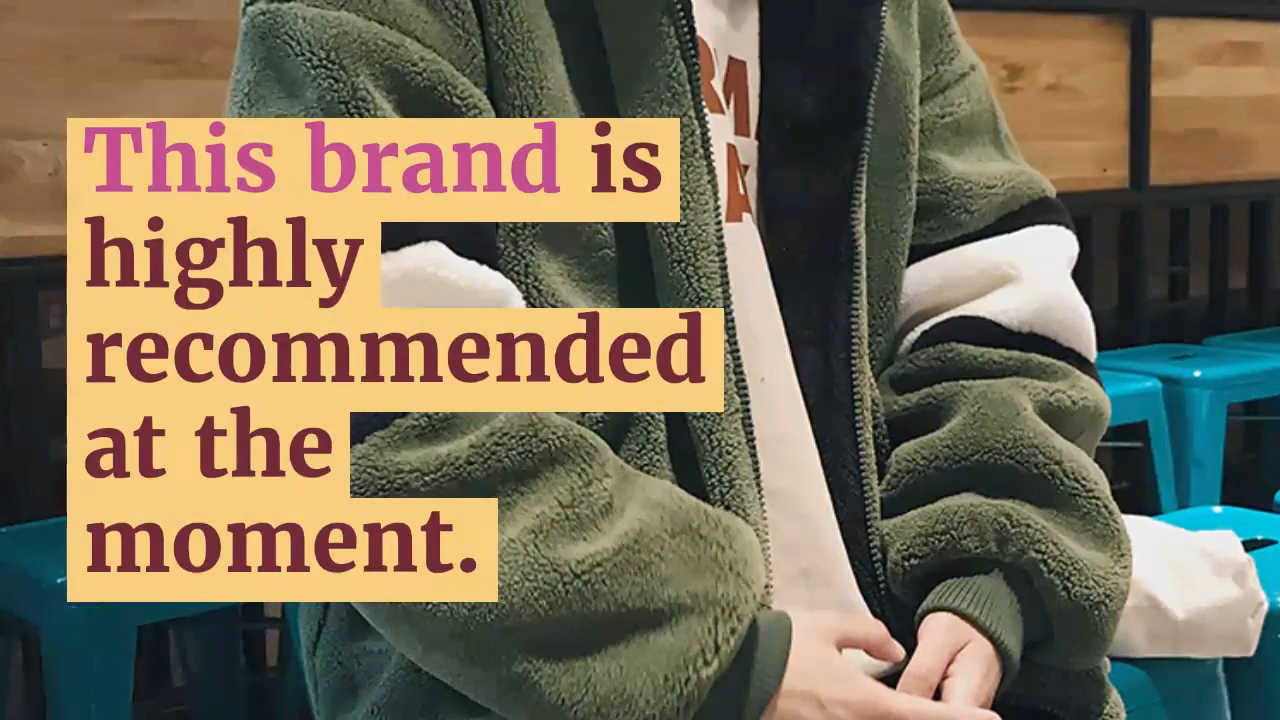 This brand is
highly
recommended
at the
moment.